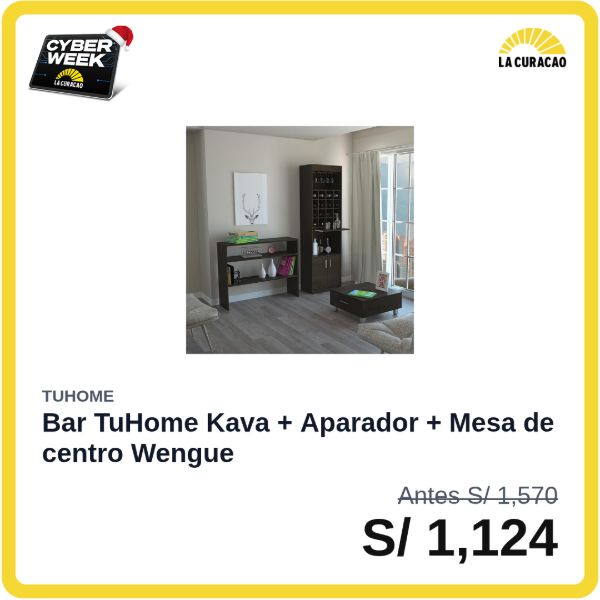 CYBER
WEEK
LA CURACAO
LA CURACAO
TUHOME
Bar TuHome Kava + Aparador + Mesa de
centro Wengue
Antes S/ 1,570
S/ 1,124